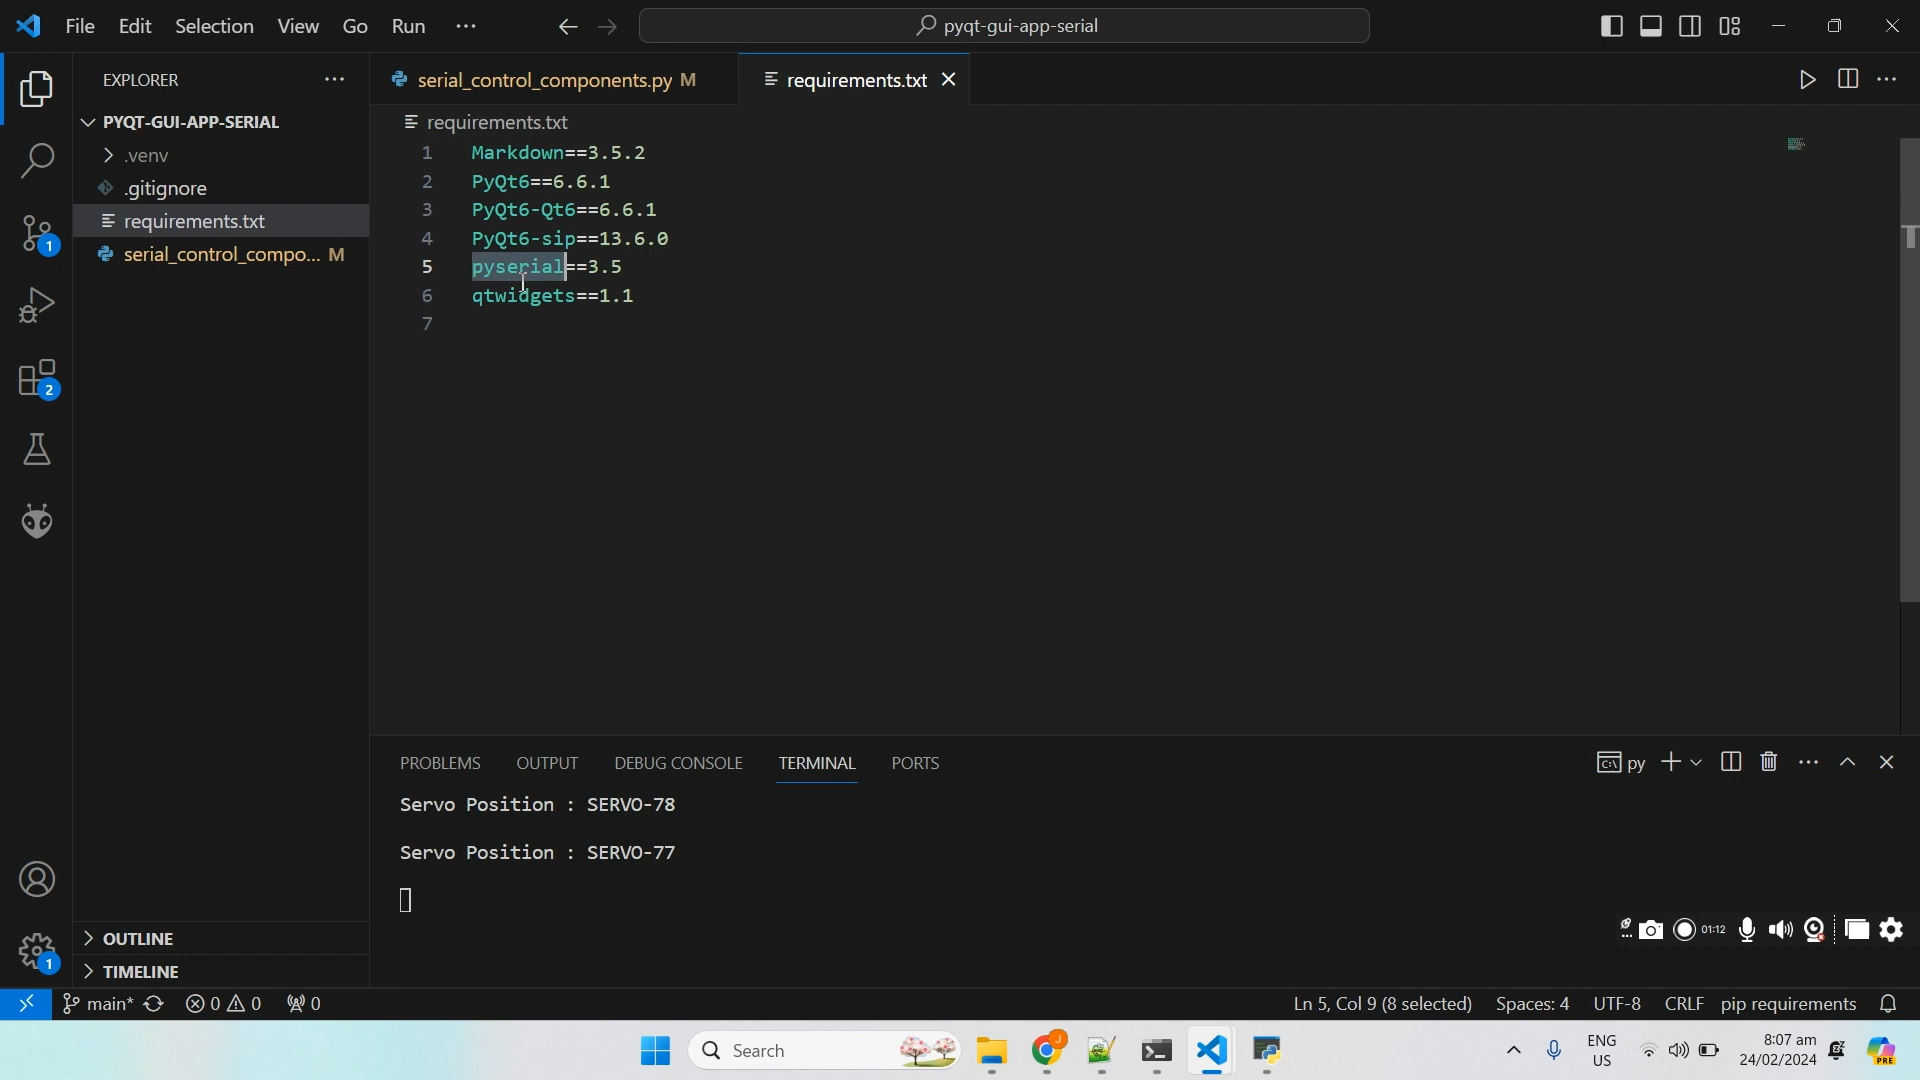 File Edit Selection View Go Run ··· pyqt-gui-app-serial
EXPLORER ···
PYQT-GUI-APP-SERIAL
.venv
.gitignore
requirements.txt
serial_control_compo... M
OUTLINE
TIMELINE
serial_control_components.py M requirements.txt
requirements.txt
1 Markdown==3.5.2
2 PyQt6==6.6.1
3 PyQt6-Qt6==6.6.1
4 PyQt6-sip==13.6.0
5 pyserial==3.5
6 qtwidgets==1.1
7
1
2
1
PROBLEMS OUTPUT DEBUG CONSOLE TERMINAL PORTS
py
Servo Position : SERVO-78
Servo Position : SERVO-77
01:12
main* 0 0 0 Ln 5, Col 9 (8 selected) Spaces: 4 UTF-8 CRLF pip requirements
Search
J
ENG
US
8:07 am
24/02/2024
PRE